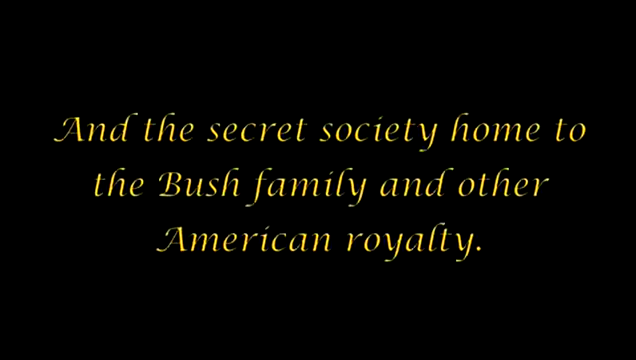 And the secret society home to
the Bush family and other
American royalty.